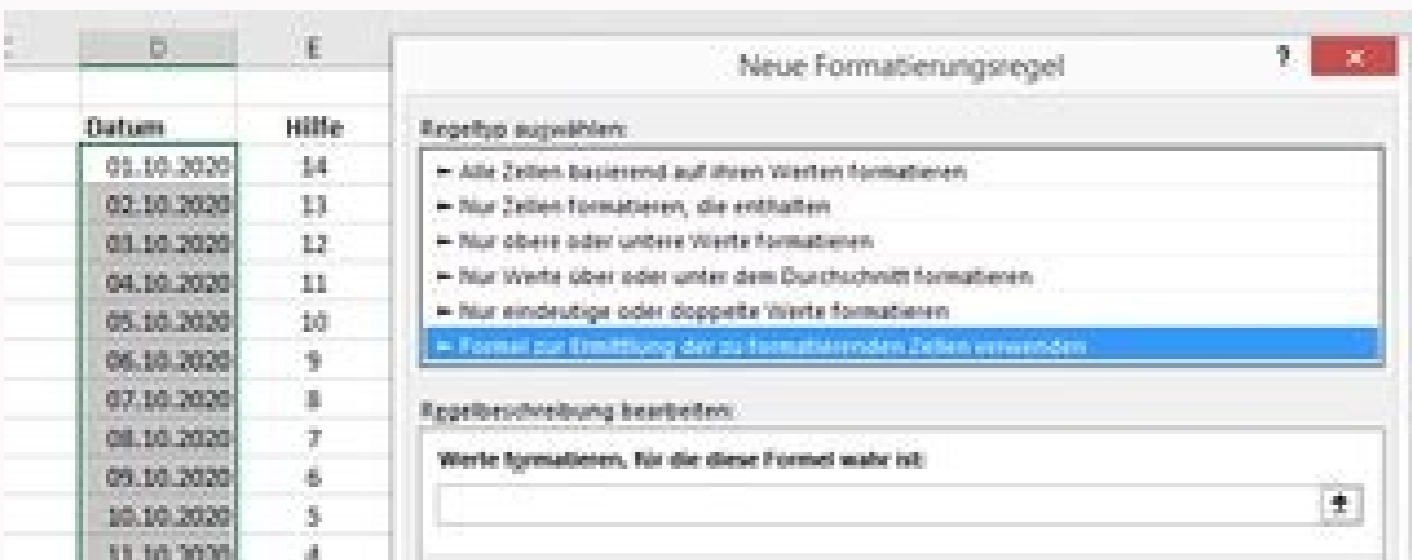 D E
Neue Formatierungsregel ?
Datum Hilfe
Regeltyp auswählen:
01.10.2020 14
► Alle Zellen basierend auf ihren Werten formatieren
02.10.2020 13
► Nur Zellen formatieren, die enthalten
03.10.2020 12
► Nur obere oder untere Werte formatieren
04.10.2020 11
► Nur Werte über oder unter dem Durchschnitt formatieren
05.10.2020 10
► Nur eindeutige oder doppelte Werte formatieren
► Formel zur Ermittlung der zu formatierenden Zellen verwenden
06.10.2020 9
07.10.2020 8
Regelbeschreibung bearbeiten:
08.10.2020 7
Werte formatieren, für die diese Formel wahr ist:
09.10.2020 6
10.10.2020 5
11.10.2020 4